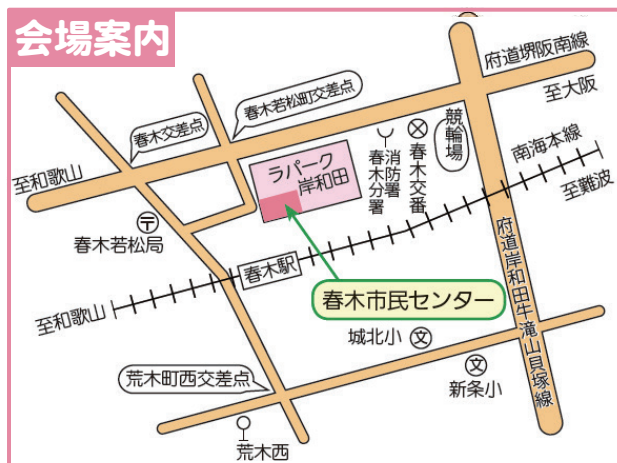 会場案内
府道堺阪南線
至大阪
春木若松町交差点
春木交差点
競輪場
南海本線
至難波
消防署
春木分署
春木交番
ラパーク
岸和田
至和歌山
〒
春木若松局
春木駅
府道岸和田牛滝山貝塚線
春木市民センター
至和歌山
城北小 文
文
新条小
荒木町西交差点
荒木西